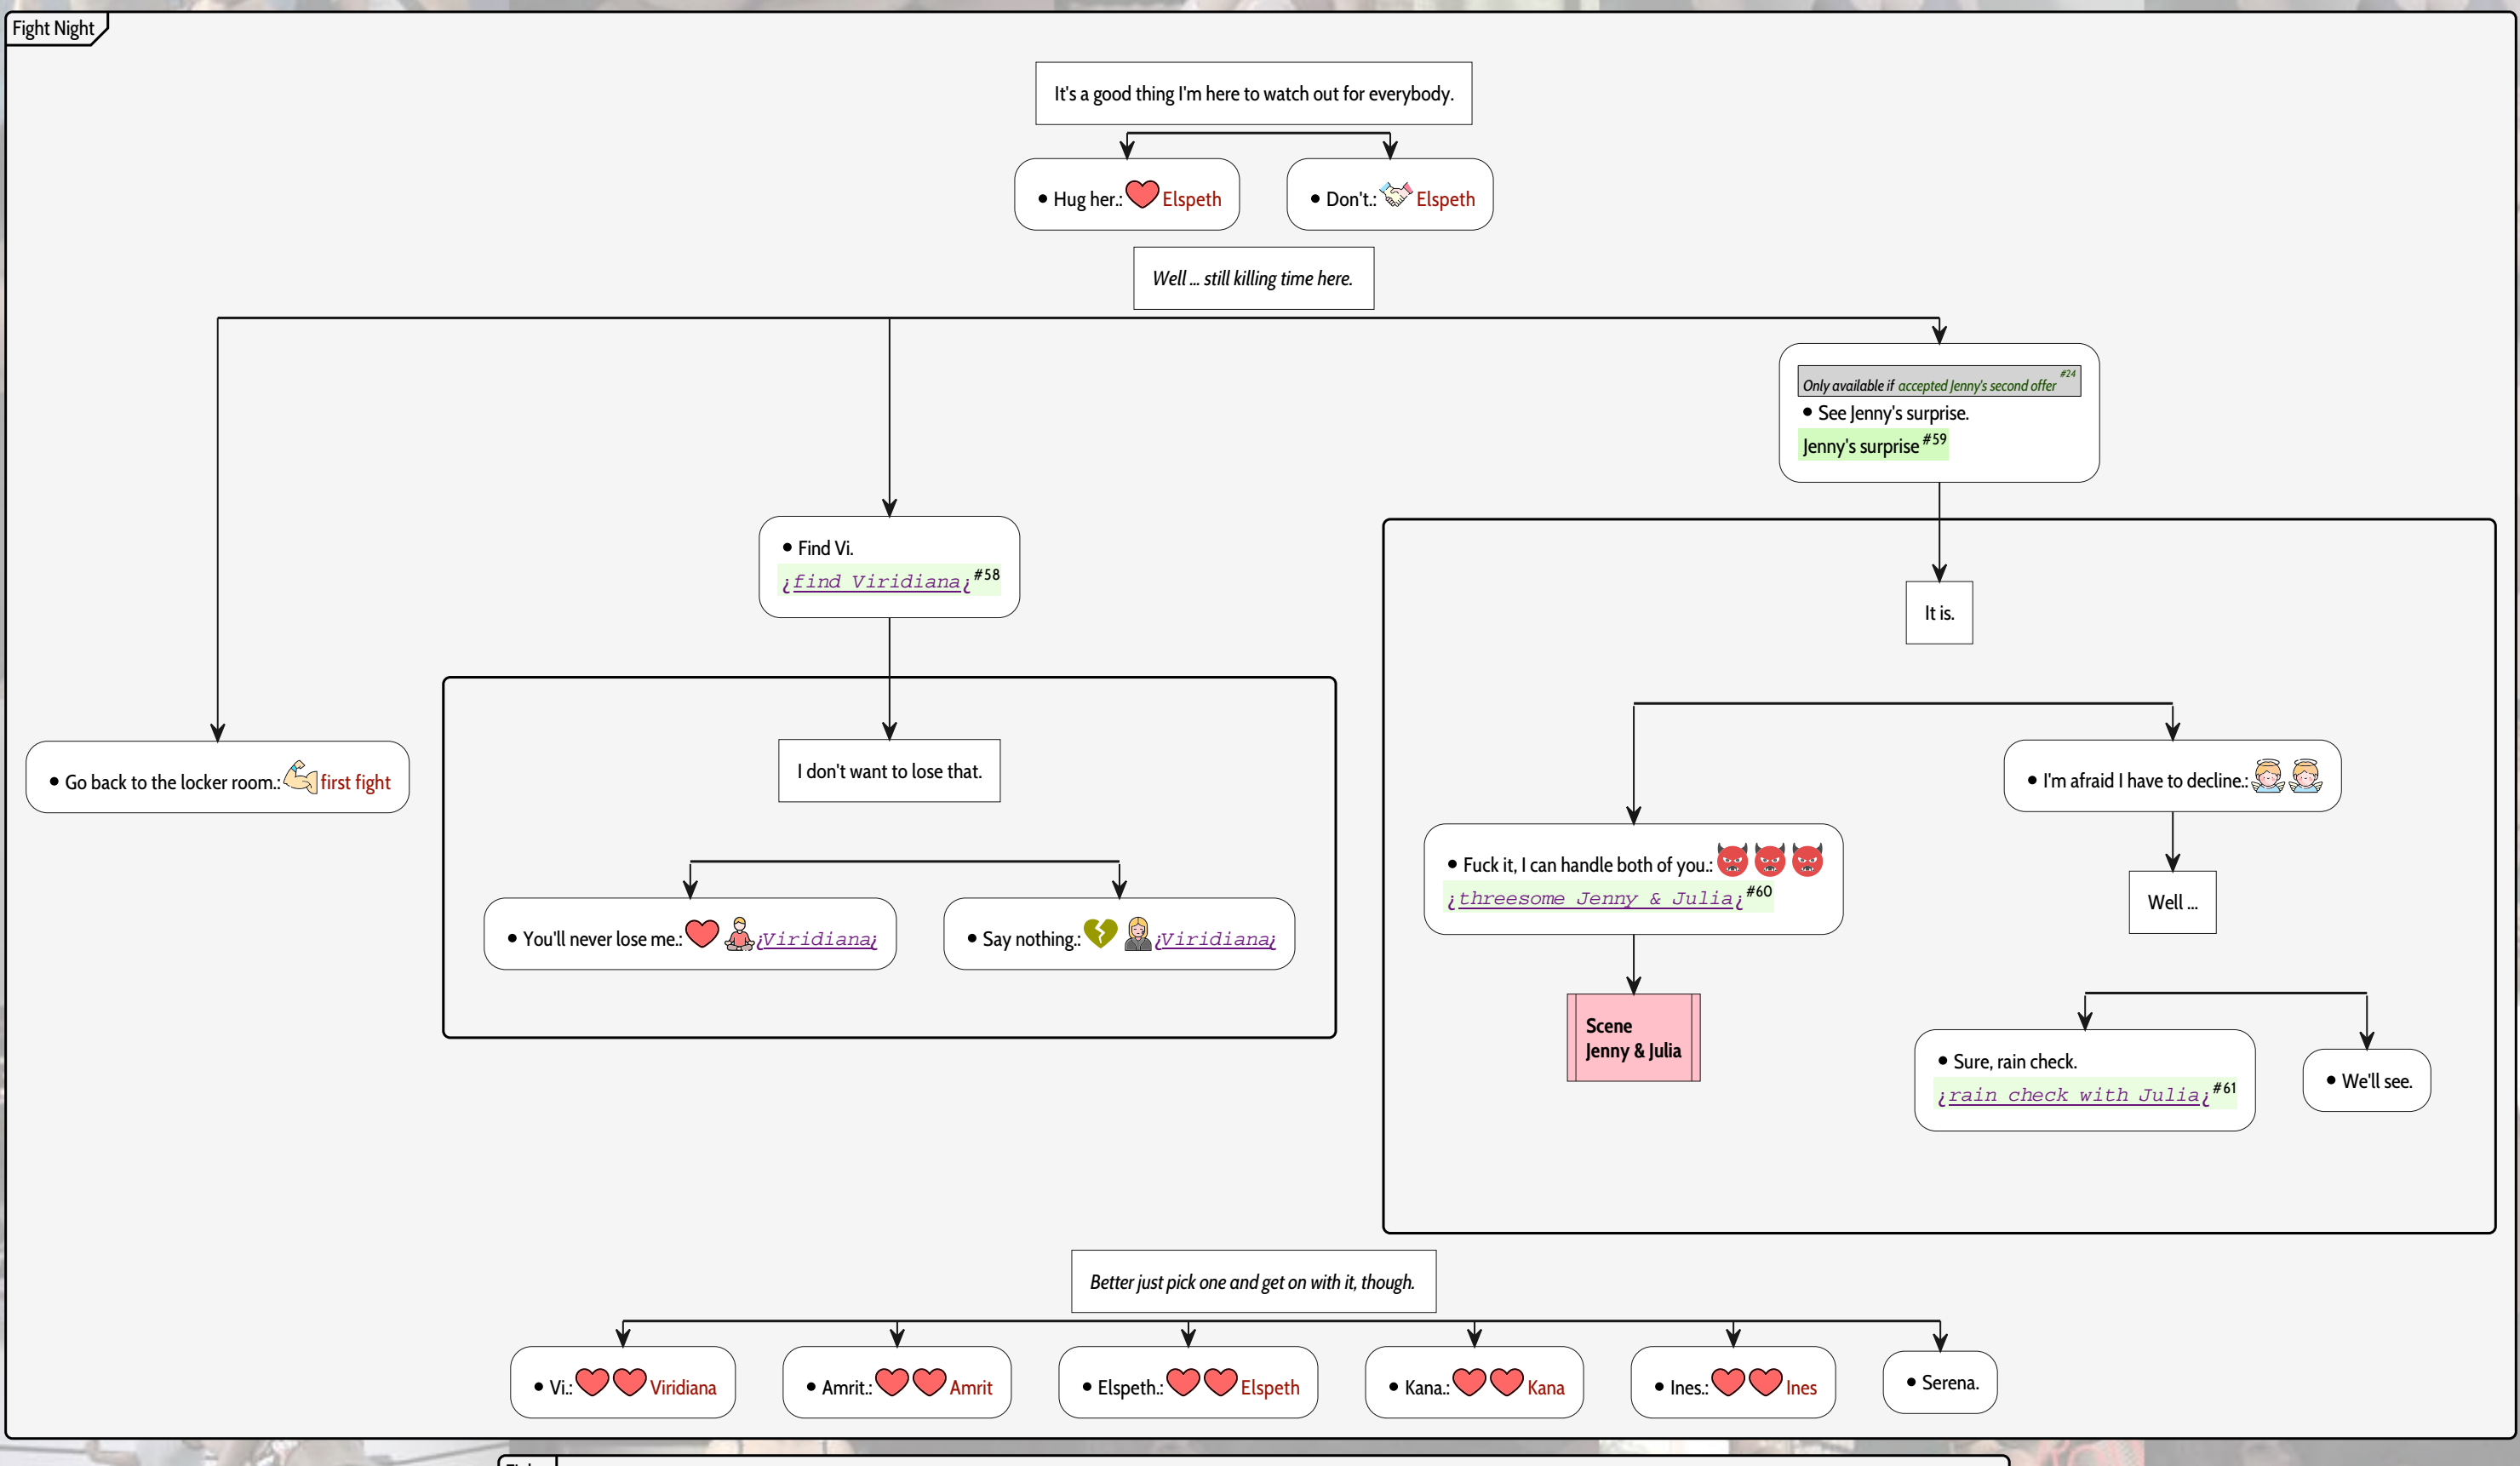 Fight Night
It's a good thing I'm here to watch out for everybody.
• Hug her.: Elspeth
• Don't.: Elspeth
Well ... still killing time here.
Only available if accepted Jenny's second offer #24
• See Jenny's surprise.
Jenny's surprise #59
• Find Vi.
¿find Viridiana¿ #58
It is.
• Go back to the locker room.: first fight
I don't want to lose that.
• You'll never lose me.: ¿Viridiana¿
• Say nothing.: ¿Viridiana¿
• I'm afraid I have to decline.:
• Fuck it, I can handle both of you.:
¿threesome Jenny & Julia¿ #60
Well ...
Scene
Jenny & Julia
• Sure, rain check.
¿rain check with Julia¿ #61
• We'll see.
Better just pick one and get on with it, though.
• Vi.: Viridiana
• Amrit.: Amrit
• Elspeth.: Elspeth
• Kana.: Kana
• Ines.: Ines
• Serena.